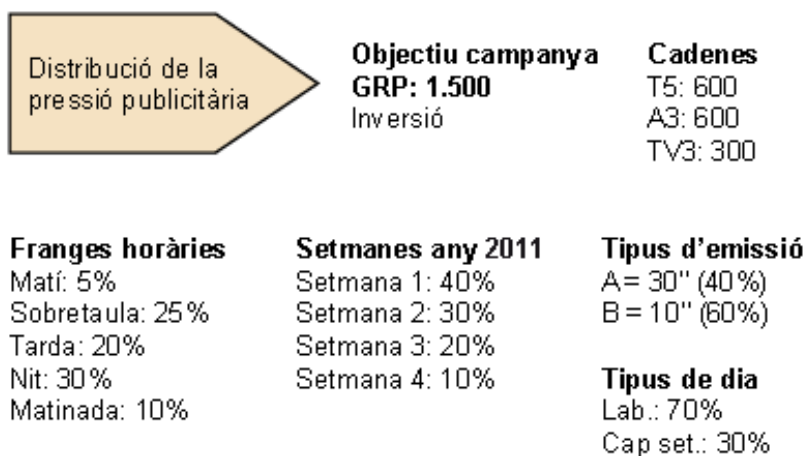 Distribució de la
pressió publicitària
Objectiu campanya
GRP: 1.500
Inversió
Cadenes
T5: 600
A3: 600
TV3: 300
Franges horàries
Matí: 5%
Sobretaula: 25%
Tarda: 20%
Nit: 30%
Matinada: 10%
Setmanes any 2011
Setmana 1: 40%
Setmana 2: 30%
Setmana 3: 20%
Setmana 4: 10%
Tipus d'emissió
A = 30" (40%)
B = 10" (60%)
Tipus de dia
Lab.: 70%
Cap set.: 30%